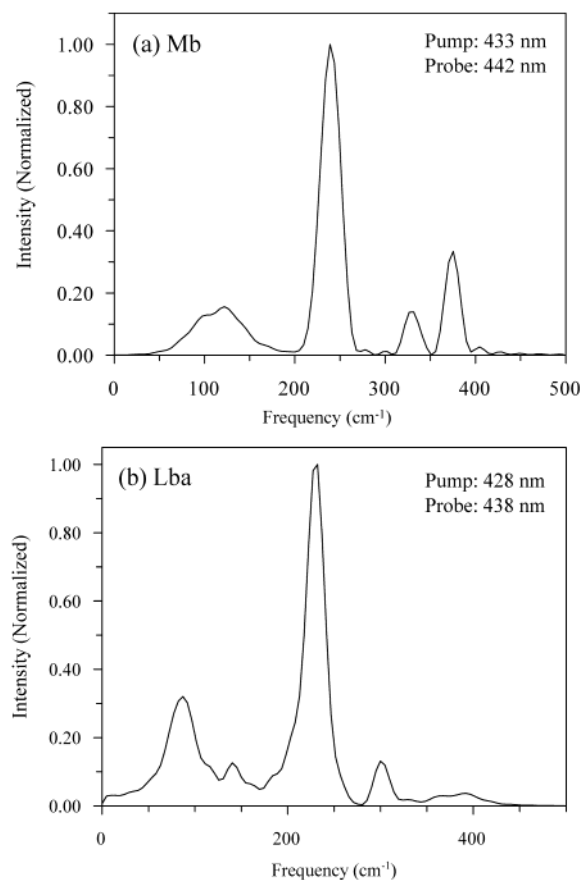 (a) Mb
Pump: 433 nm
Probe: 442 nm
Intensity (Normalized)
1.00
0.80
0.60
0.40
0.20
0.00
0 100 200 300 400 500
Frequency (cm⁻¹)
(b) Lba
Pump: 428 nm
Probe: 438 nm
Intensity (Normalized)
1.00
0.80
0.60
0.40
0.20
0.00
0 200 400
Frequency (cm⁻¹)